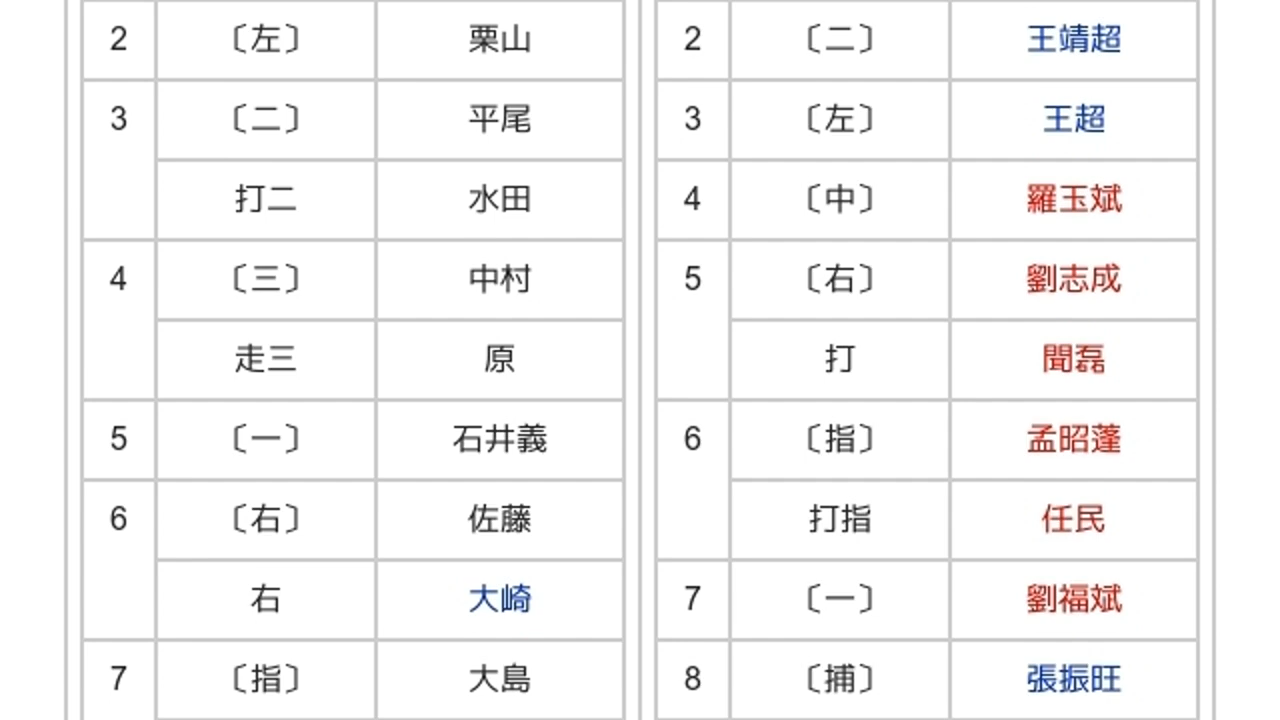 2 〔左〕 栗山
3 〔二〕 平尾
打二 水田
4 〔三〕 中村
走三 原
5 〔一〕 石井義
6 〔右〕 佐藤
右 大崎
7 〔指〕 大島
2 〔二〕 王靖超
3 〔左〕 王超
4 〔中〕 羅玉斌
5 〔右〕 劉志成
打 聞磊
6 〔指〕 孟昭蓬
打指 任民
7 〔一〕 劉福斌
8 〔捕〕 張振旺